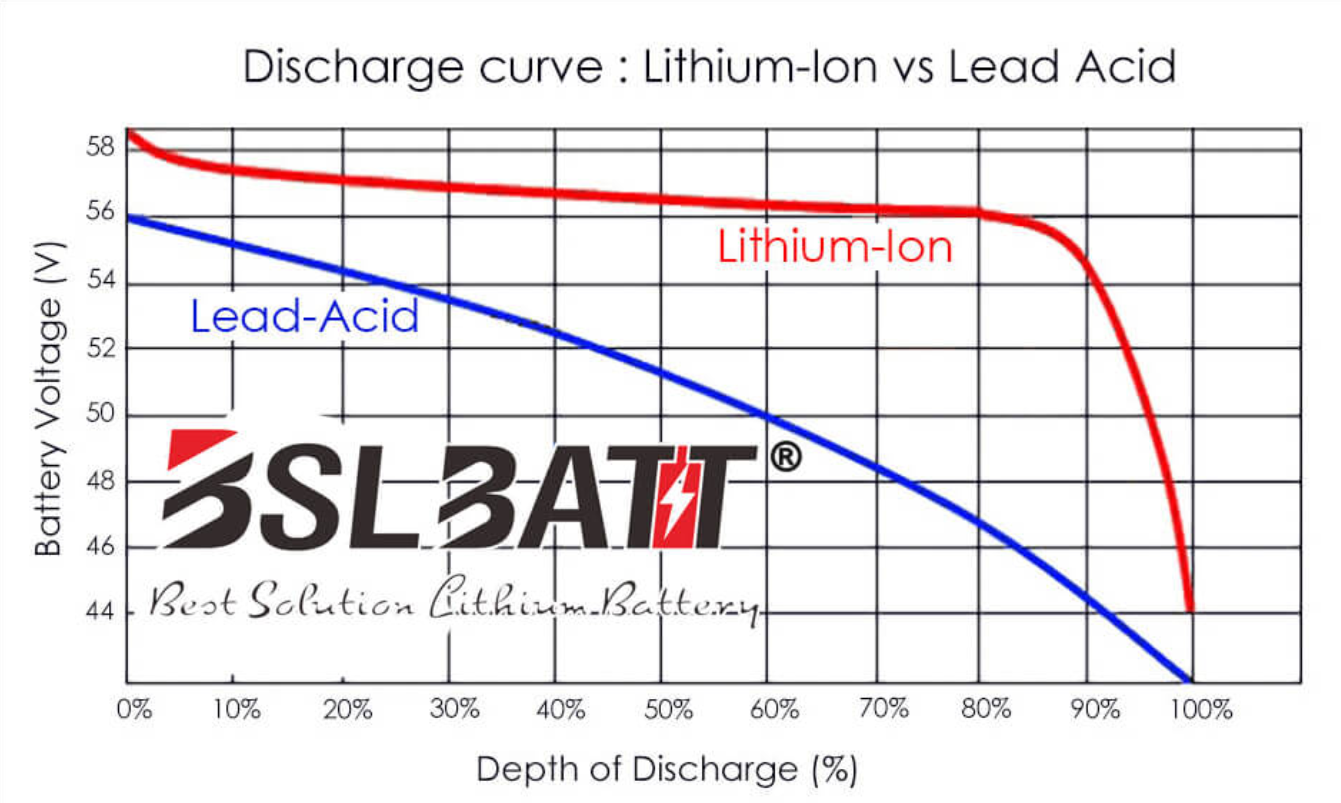 Discharge curve : Lithium-Ion vs Lead Acid
58
56
54
52
50
48
46
44
Battery Voltage (V)
Lithium-Ion
Lead-Acid
BSLBATT®
Best Solution Lithium Battery
0% 10% 20% 30% 40% 50% 60% 70% 80% 90% 100%
Depth of Discharge (%)